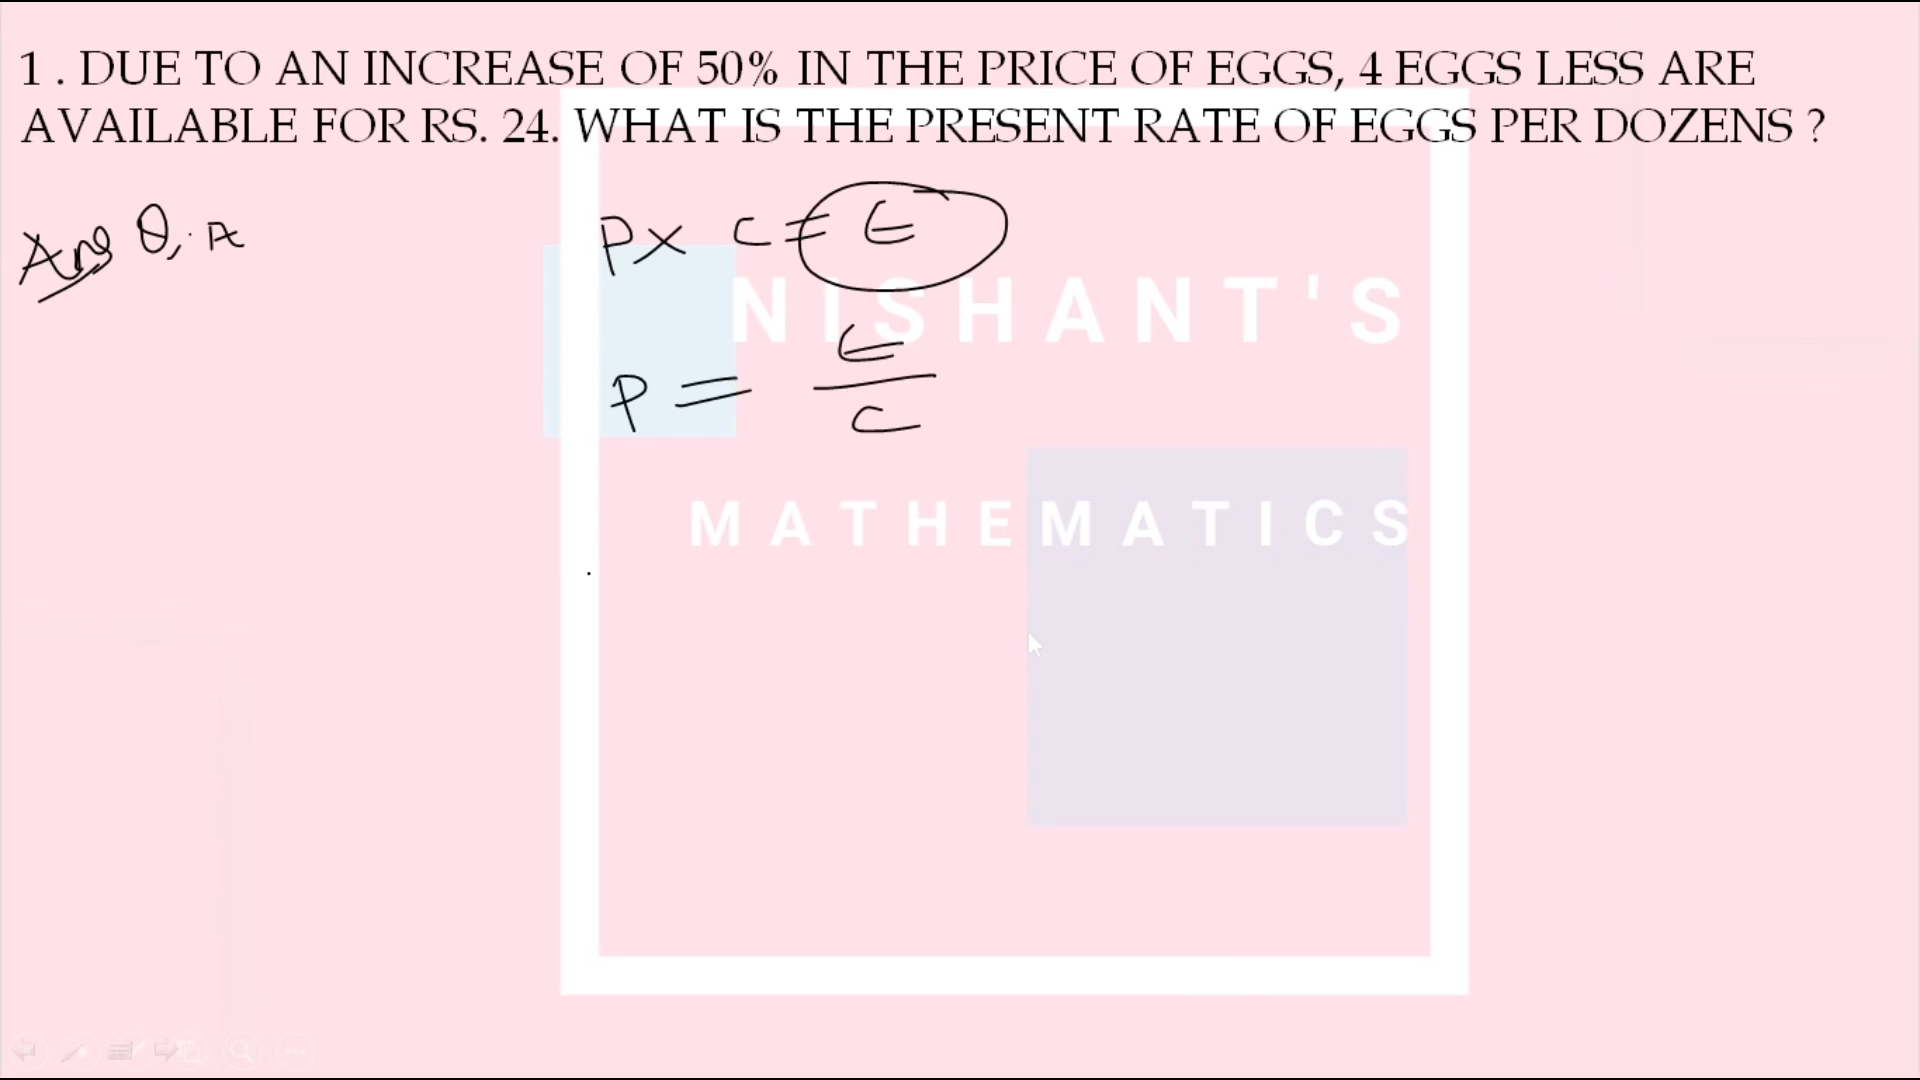 1 . DUE TO AN INCREASE OF 50% IN THE PRICE OF EGGS, 4 EGGS LESS ARE
AVAILABLE FOR RS. 24. WHAT IS THE PRESENT RATE OF EGGS PER DOZENS ?
Ans
P × C = E
NISHANT'S
P = E/C
MATHEMATICS